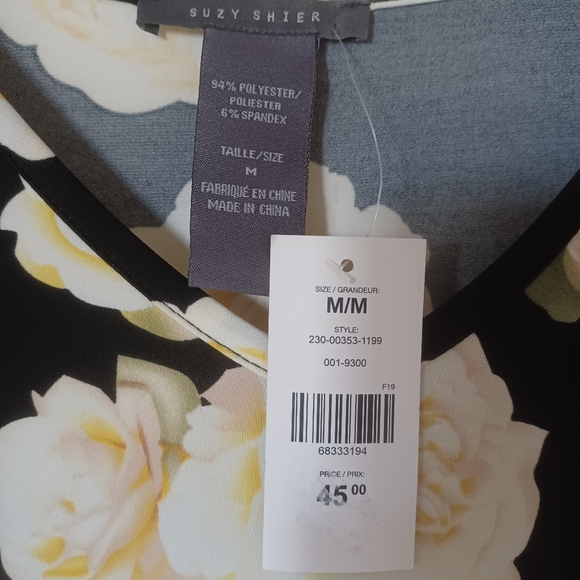 SUZY SHIER
94% POLYESTER/
POLIESTER
6% SPANDEX
TAILLE/SIZE
M
FABRIQUÉ EN CHINE
MADE IN CHINA
SIZE / GRANDEUR:
M/M
STYLE:
230-00353-1199
001-9300
F19
68333194
PRICE / PRIX:
45.00